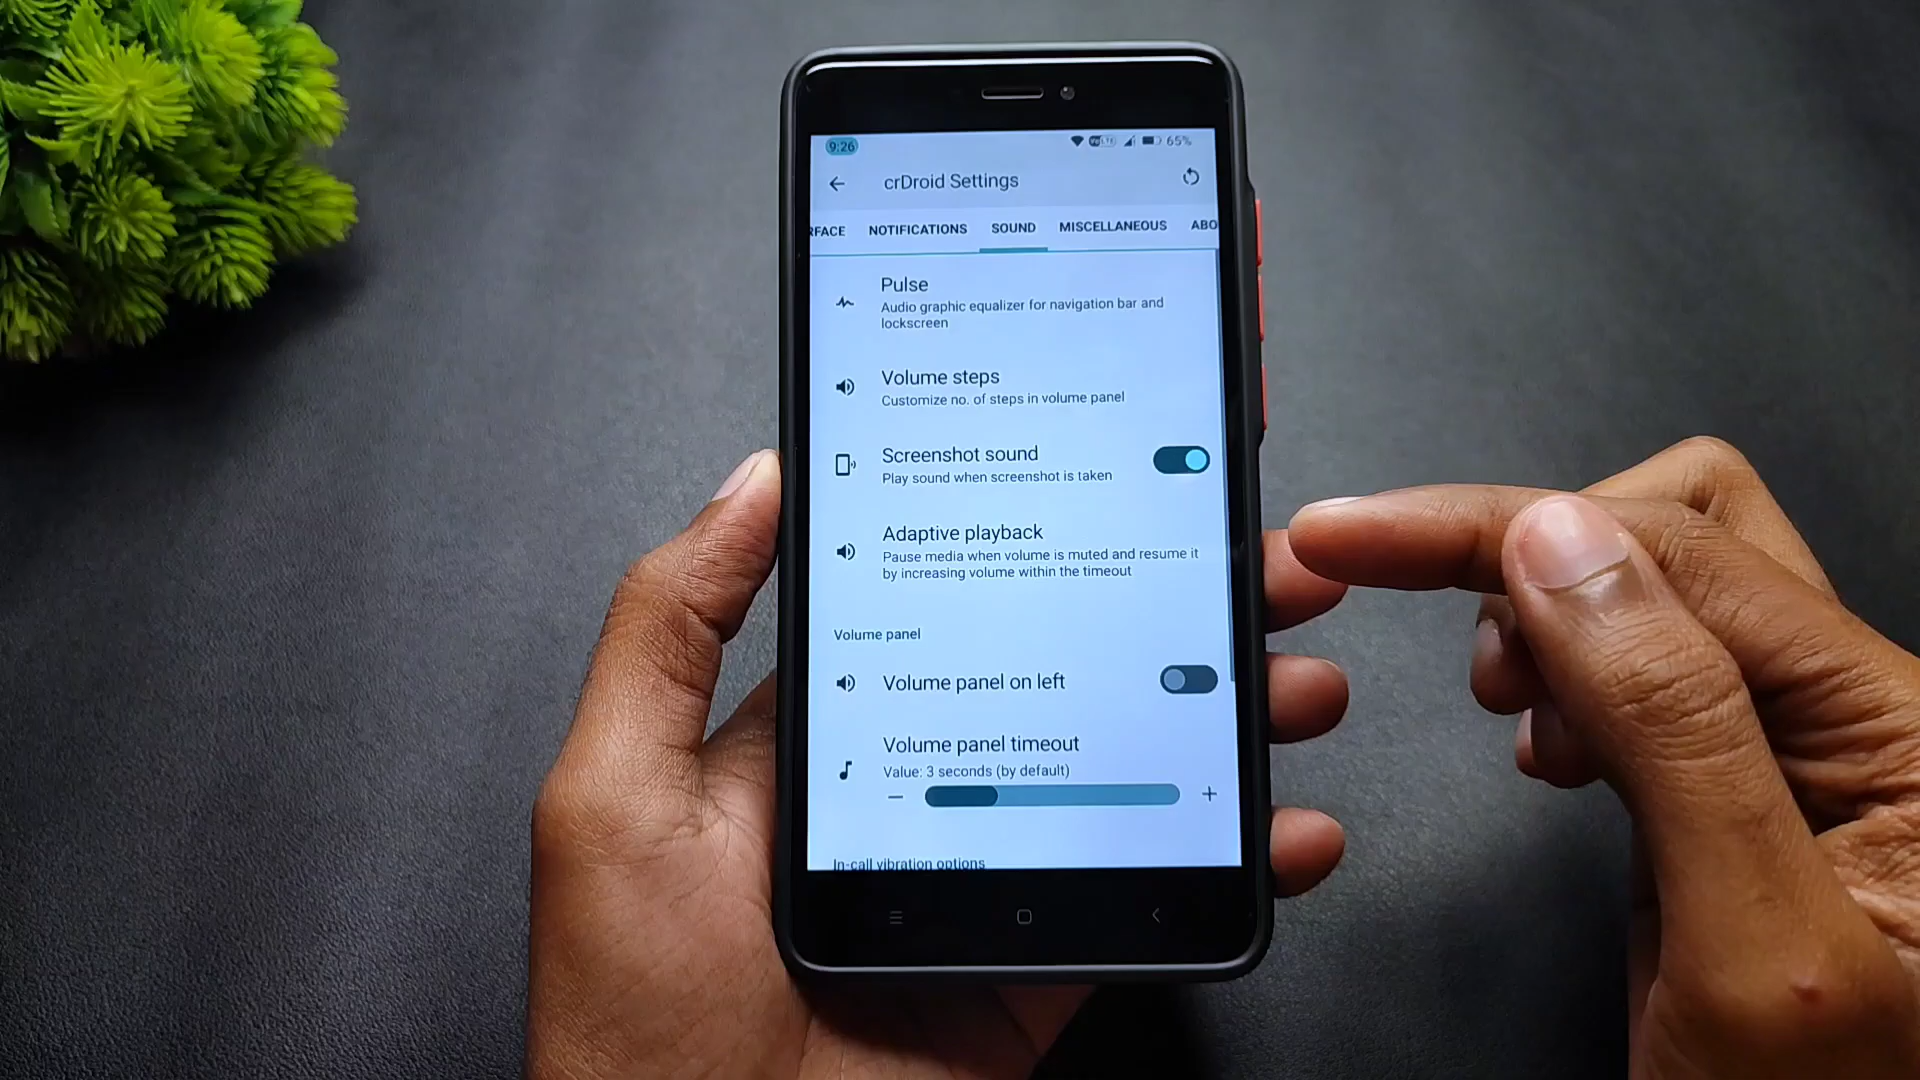 9:26
65%
crDroid Settings
RFACE NOTIFICATIONS SOUND MISCELLANEOUS ABO
Pulse
Audio graphic equalizer for navigation bar and
lockscreen
Volume steps
Customize no. of steps in volume panel
Screenshot sound
Play sound when screenshot is taken
Adaptive playback
Pause media when volume is muted and resume it
by increasing volume within the timeout
Volume panel
Volume panel on left
Volume panel timeout
Value: 3 seconds (by default)
In-call vibration options